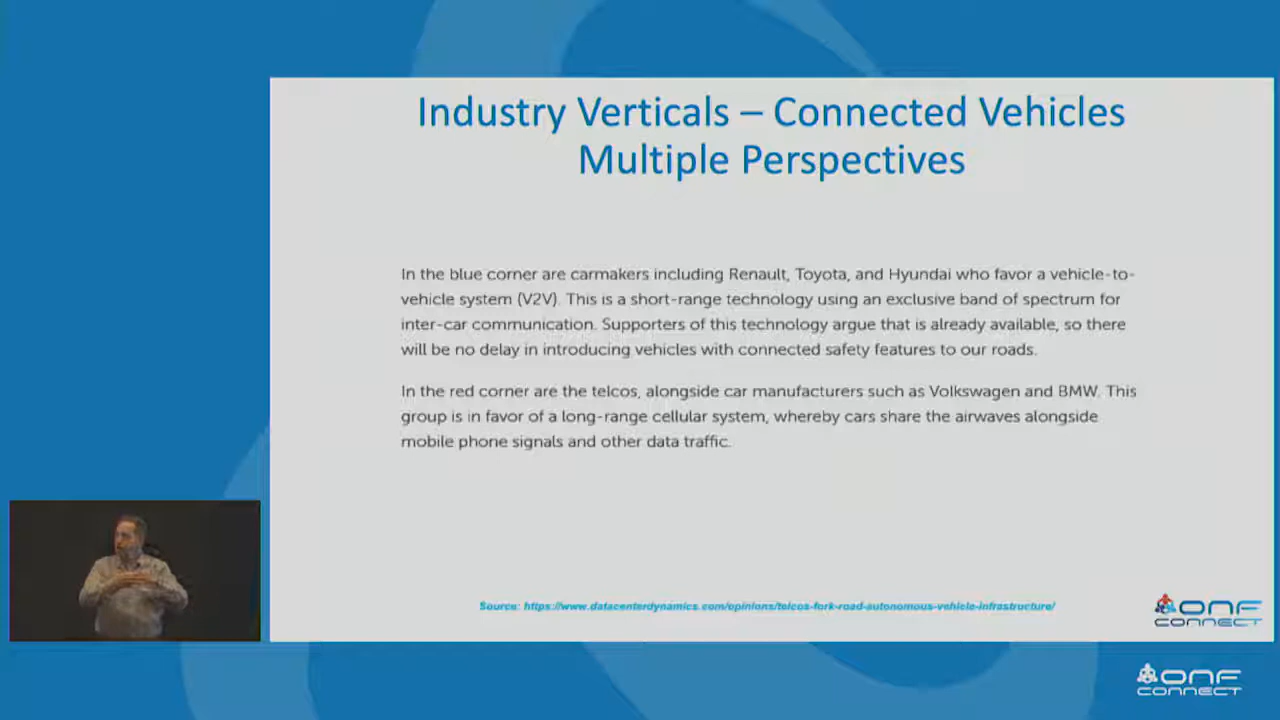 Industry Verticals – Connected Vehicles
Multiple Perspectives
In the blue corner are carmakers including Renault, Toyota, and Hyundai who favor a vehicle-to-
vehicle system (V2V). This is a short-range technology using an exclusive band of spectrum for
inter-car communication. Supporters of this technology argue that is already available, so there
will be no delay in introducing vehicles with connected safety features to our roads.
In the red corner are the telcos, alongside car manufacturers such as Volkswagen and BMW. This
group is in favor of a long-range cellular system, whereby cars share the airwaves alongside
mobile phone signals and other data traffic.
Source: https://www.datacenterdynamics.com/opinions/telcos-fork-road-autonomous-vehicle-infrastructure/
ONF
CONNECT
ONF
CONNECT